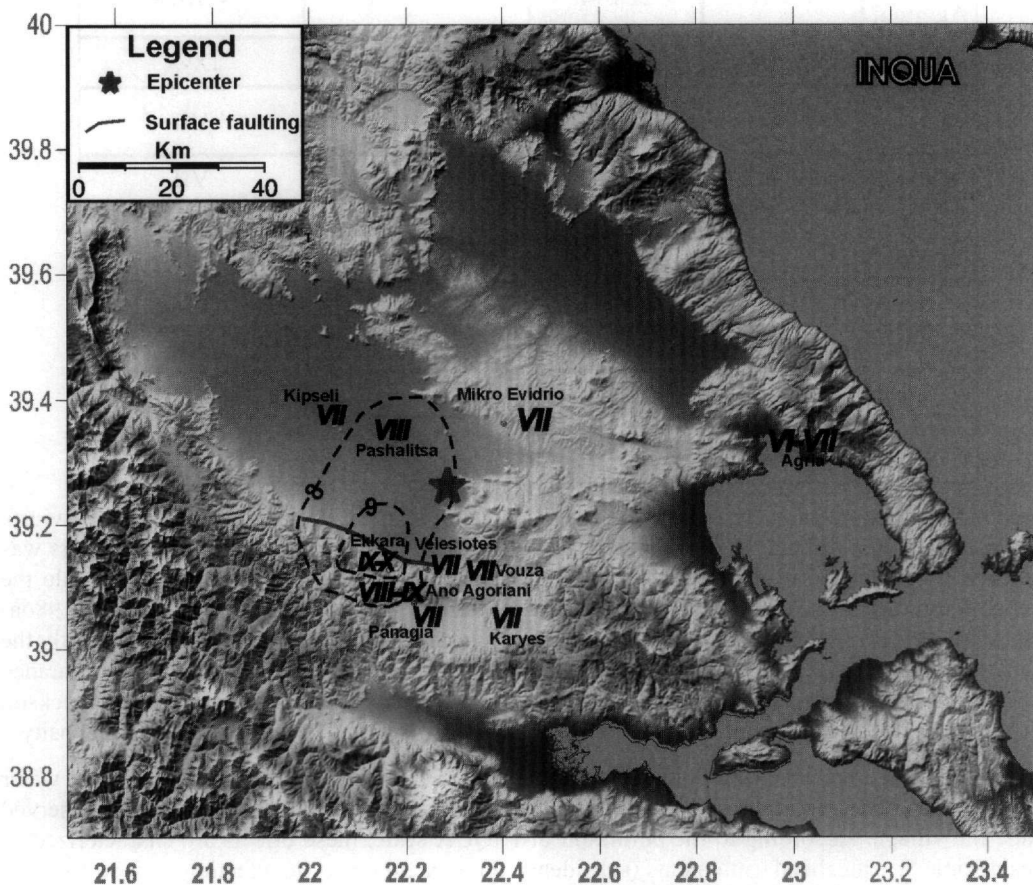 40
Legend
Epicenter
Surface faulting
Km
0 20 40
INQUA
39.8
39.6
39.4
39.2
39
38.8
Kipseli
VII
VIII
Pashalitsa
Mikro Evidrio
VII
VI-VII
Agria
8
9
Ekkara
IX-X
Velesiotes
VII
VII Vouza
VIII-IX Ano Agoriani
Panagia VII
VII
Karyes
21.6 21.8 22 22.2 22.4 22.6 22.8 23 23.2 23.4